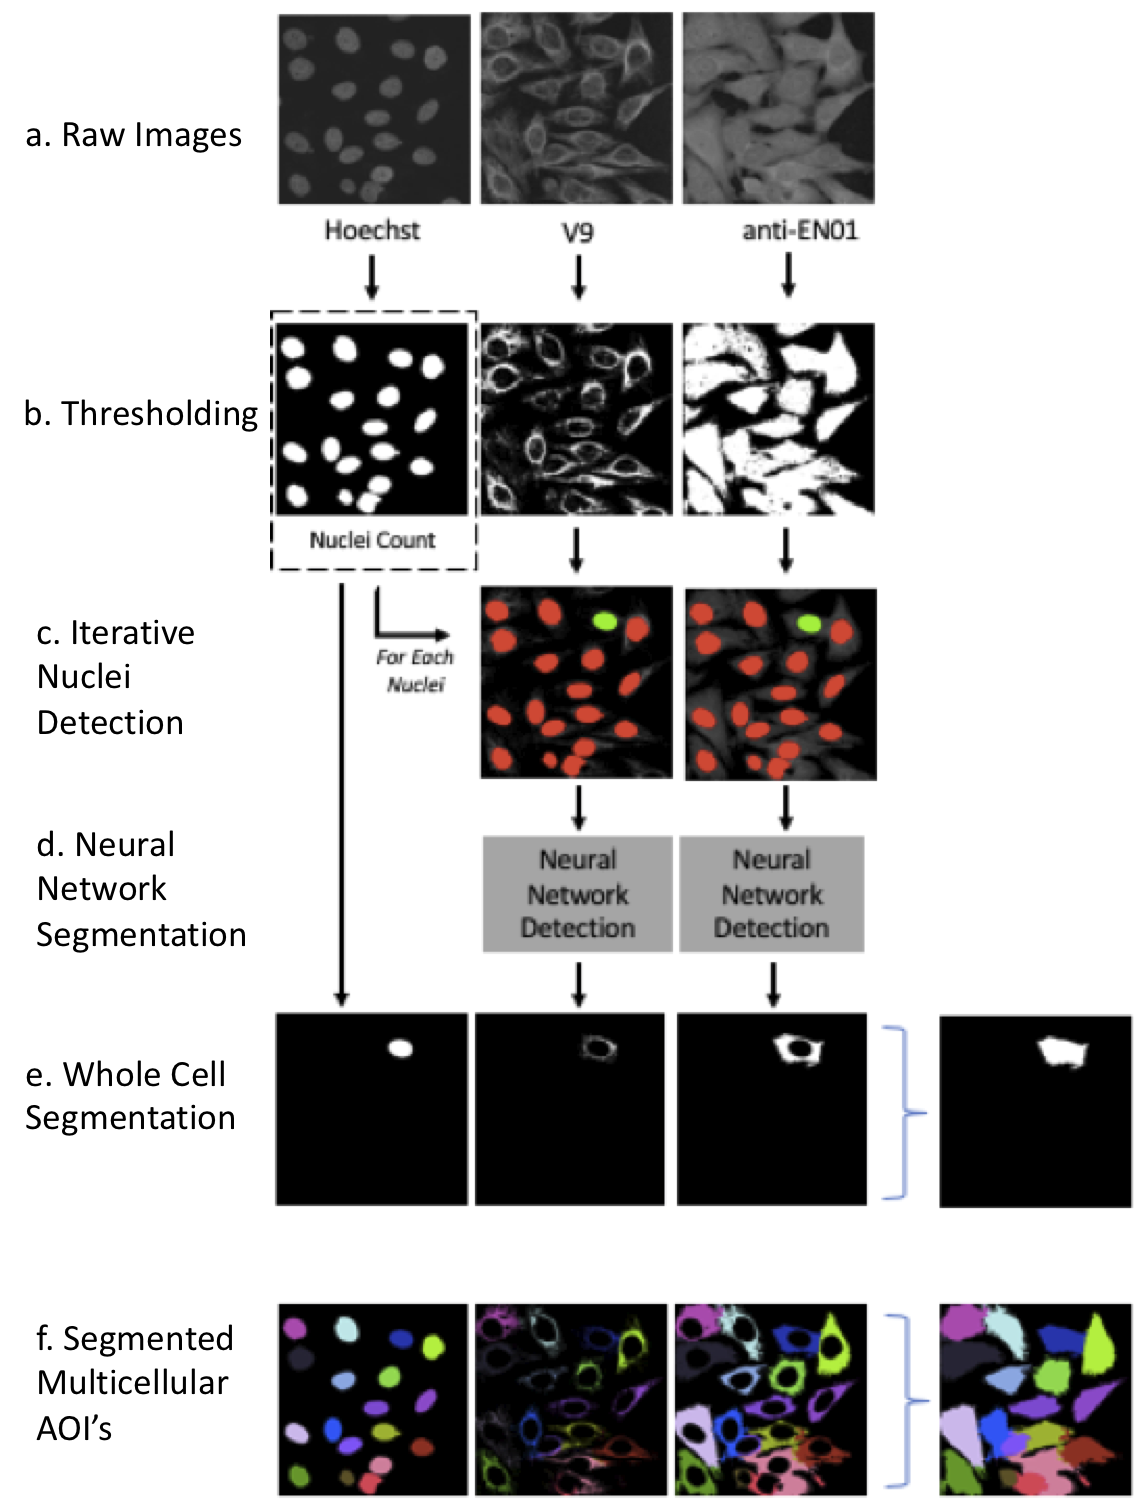 a. Raw Images
Hoechst
V9
anti-EN01
b. Thresholding
Nuclei Count
c. Iterative
Nuclei
Detection
For Each
Nuclei
d. Neural
Network
Segmentation
Neural
Network
Detection
Neural
Network
Detection
e. Whole Cell
Segmentation
f. Segmented
Multicellular
AOI’s